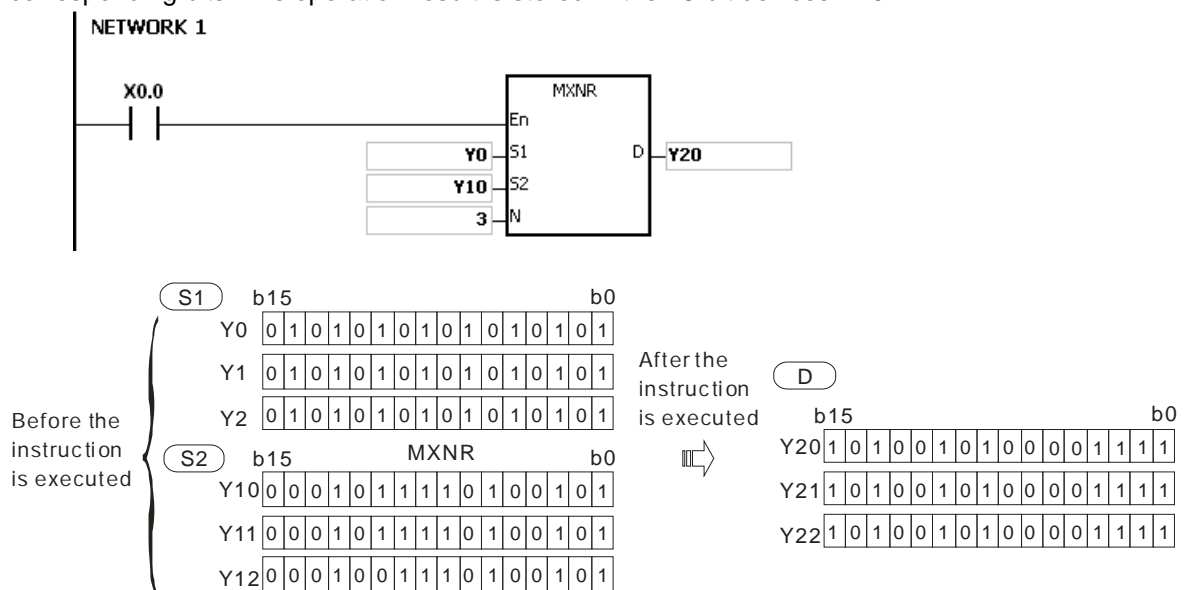 NETWORK 1
X0.0
MXNR
En
Y0 S1 D Y20
Y10 S2
3 N
S1 b15 b0
Y0 0 1 0 1 0 1 0 1 0 1 0 1 0 1 0 1
Y1 0 1 0 1 0 1 0 1 0 1 0 1 0 1 0 1
Y2 0 1 0 1 0 1 0 1 0 1 0 1 0 1 0 1
Before the
instruction
is executed
S2 b15 MXNR b0
Y10 0 0 0 1 0 1 1 1 1 0 1 0 0 1 0 1
Y11 0 0 0 1 0 1 1 1 1 0 1 0 0 1 0 1
Y12 0 0 0 1 0 0 1 1 1 0 1 0 0 1 0 1
After the
instruction
is executed
D
b15 b0
Y20 1 0 1 0 0 1 0 1 0 0 0 0 1 1 1 1
Y21 1 0 1 0 0 1 0 1 0 0 0 0 1 1 1 1
Y22 1 0 1 0 0 1 0 1 0 0 0 0 1 1 1 1